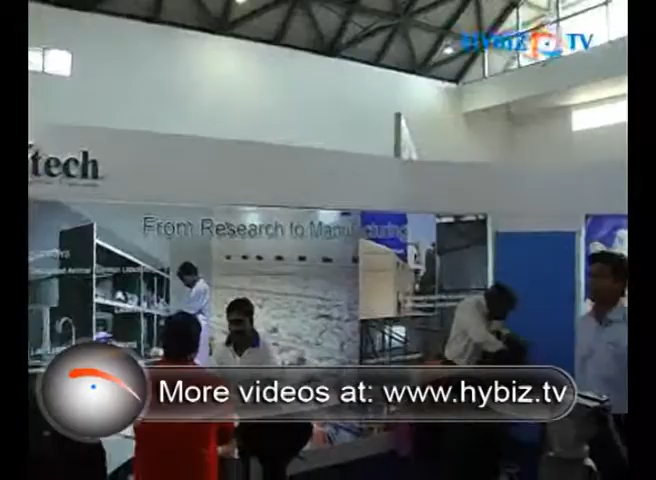 HYBIZ TV
tech
From Research to Manufacturing
More videos at: www.hybiz.tv